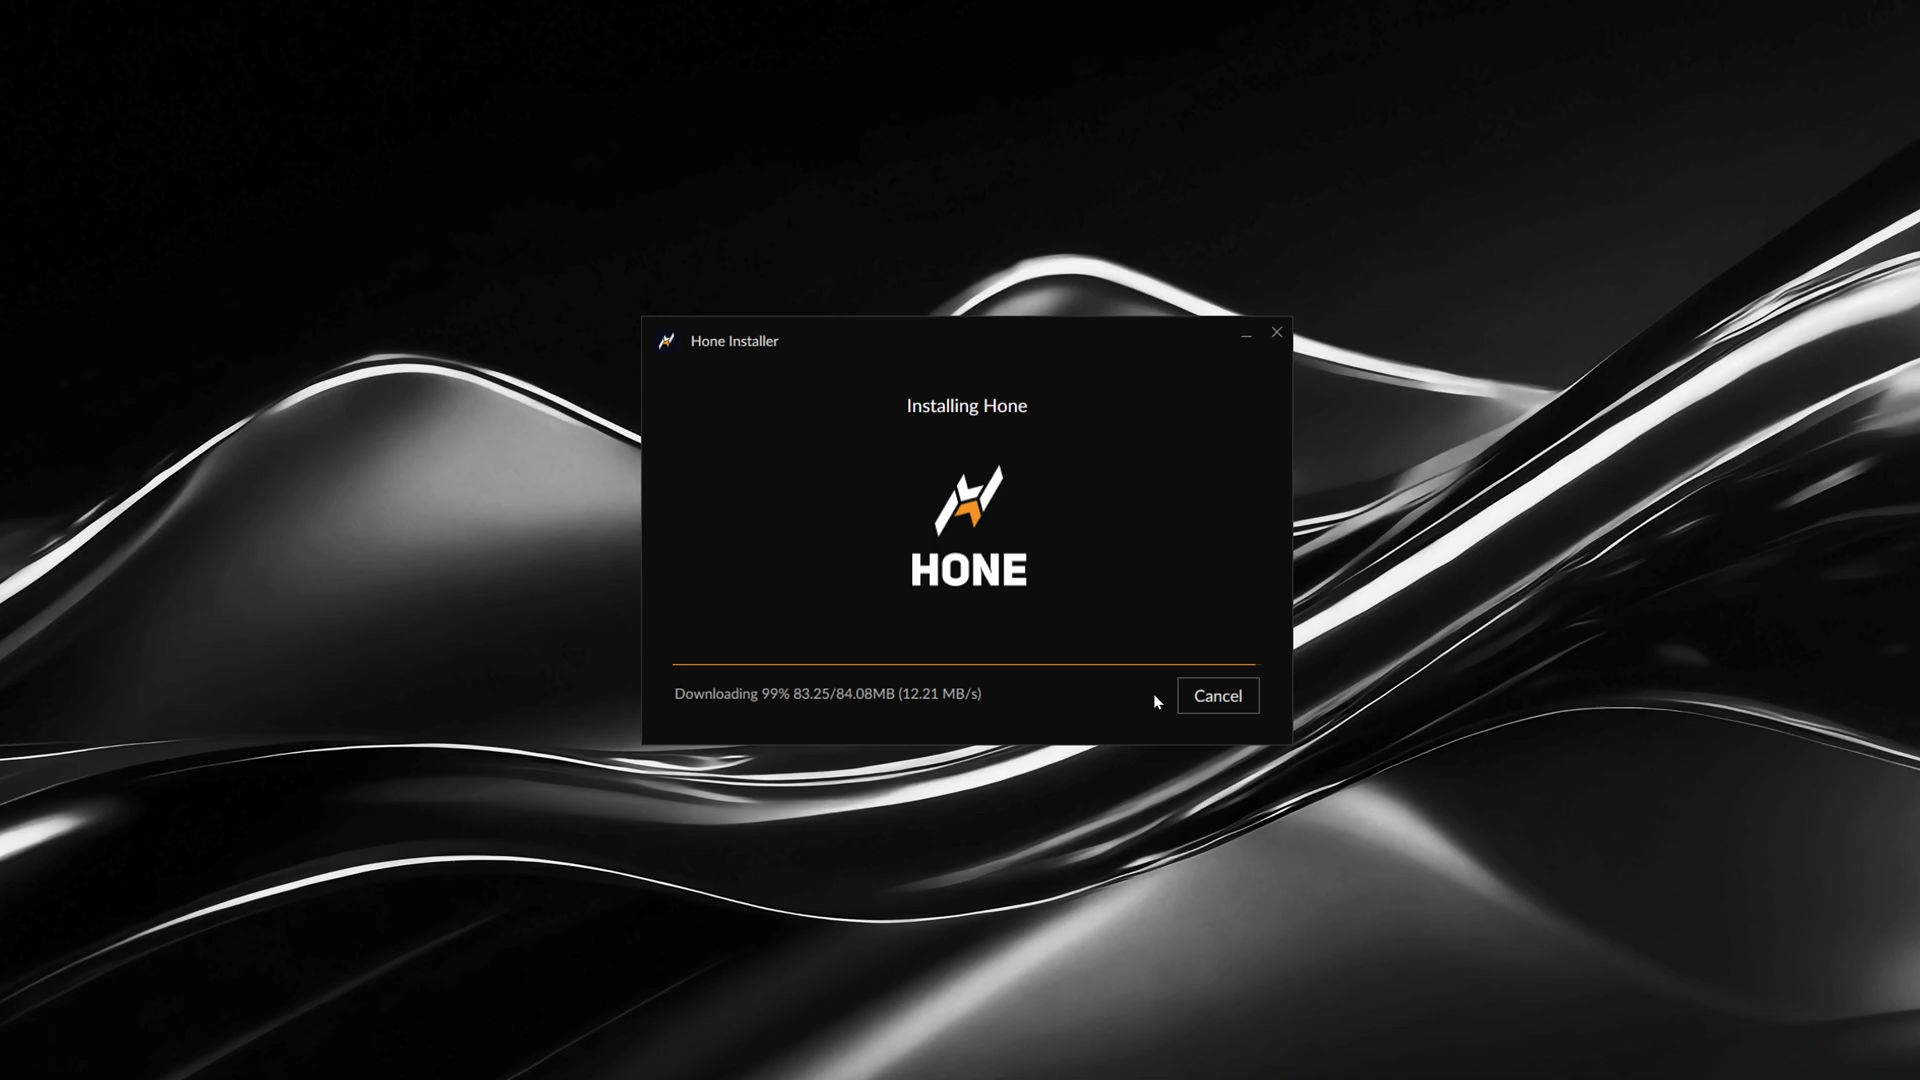 Hone Installer
Installing Hone
HONE
Downloading 99% 83.25/84.08MB (12.21 MB/s)
Cancel